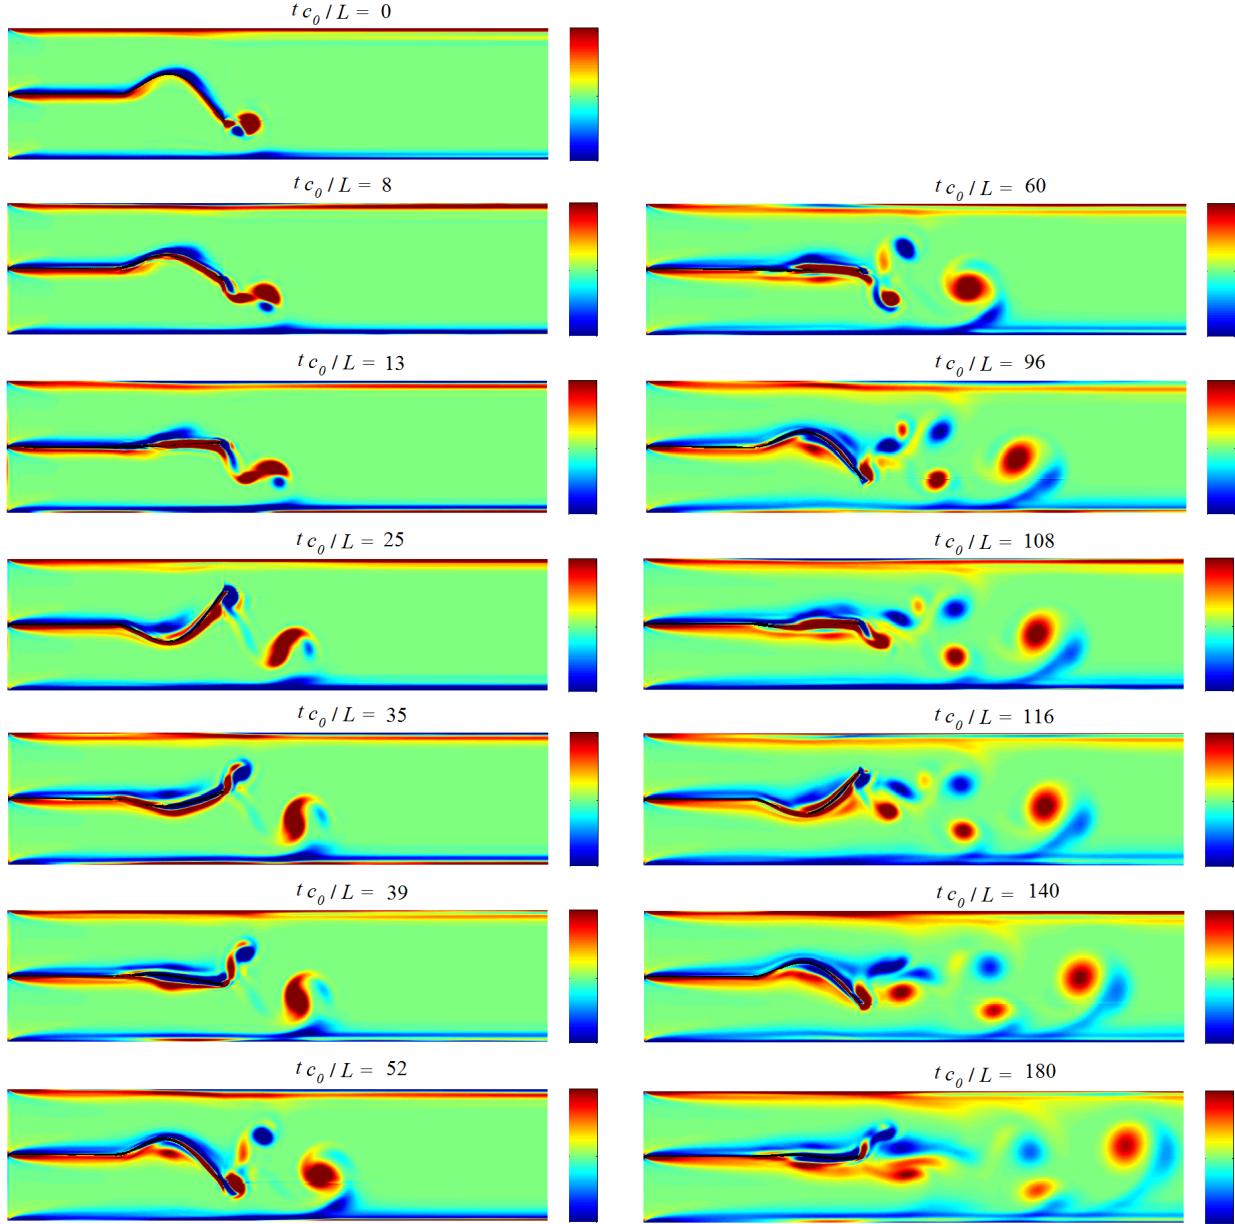 t c₀ / L = 0
t c₀ / L = 8
t c₀ / L = 13
t c₀ / L = 25
t c₀ / L = 35
t c₀ / L = 39
t c₀ / L = 52
t c₀ / L = 60
t c₀ / L = 96
t c₀ / L = 108
t c₀ / L = 116
t c₀ / L = 140
t c₀ / L = 180